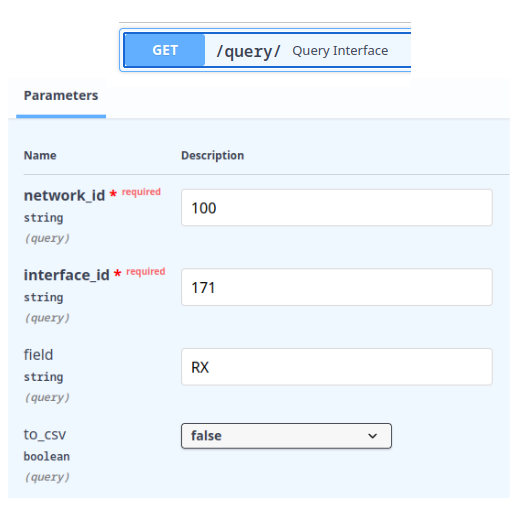 GET /query/ Query Interface
Parameters
Name Description
network_id * required 100
string
(query)
interface_id * required 171
string
(query)
field RX
string
(query)
to_csv false
boolean
(query)